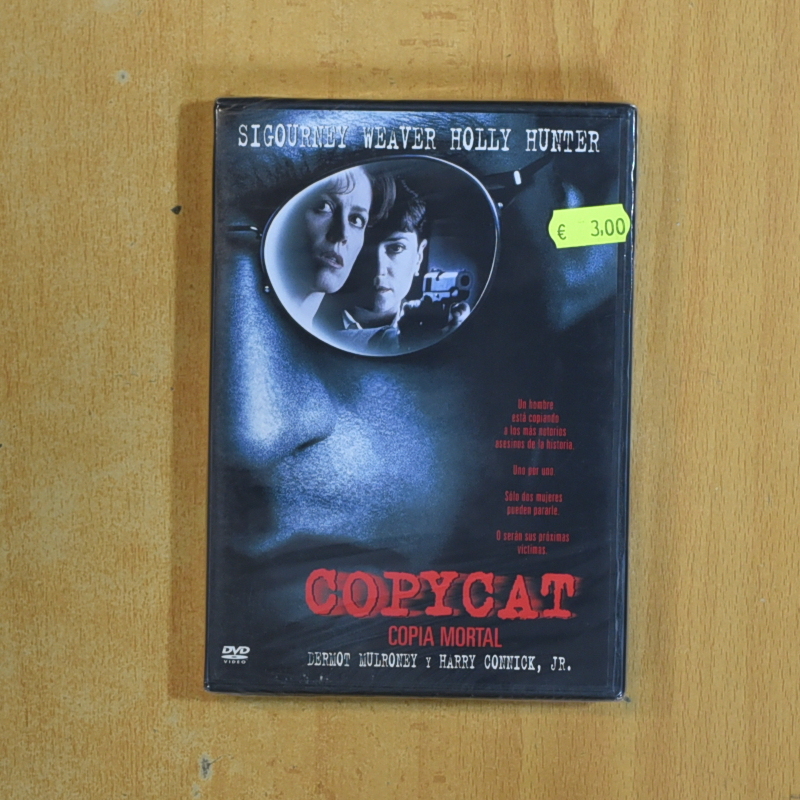 SIGOURNEY WEAVER HOLLY HUNTER
€ 3,00
Un hombre
está copiando
a los más notorios
asesinos de la historia.
Uno por uno.
Sólo dos mujeres
pueden pararle.
O serán sus próximas
víctimas.
COPYCAT
COPIA MORTAL
DVD
VIDEO
DERMOT MULRONEY Y HARRY CONNICK, JR.